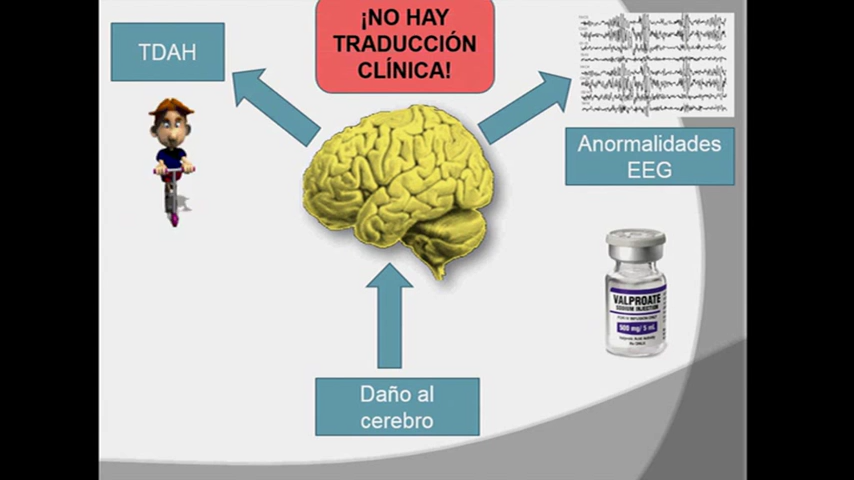 ¡NO HAY
TRADUCCIÓN
CLÍNICA!
TDAH
Anormalidades
EEG
VALPROATE
SODIUM INJECTION
500 mg/ 5 mL
Daño al
cerebro